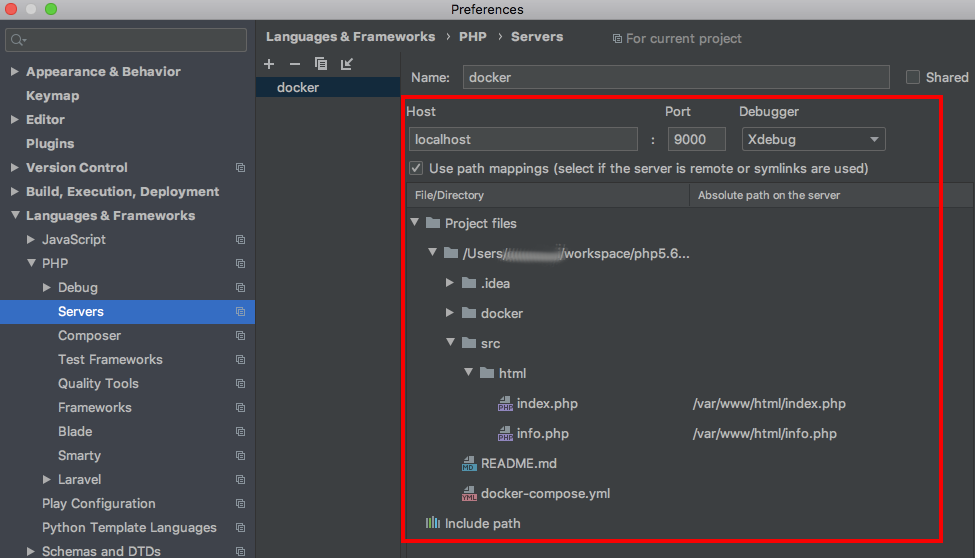 Preferences
Languages & Frameworks › PHP › Servers
For current project
Appearance & Behavior
Keymap
Editor
Plugins
Version Control
Build, Execution, Deployment
Languages & Frameworks
JavaScript
PHP
Debug
Servers
Composer
Test Frameworks
Quality Tools
Frameworks
Blade
Smarty
Laravel
Play Configuration
Python Template Languages
Schemas and DTDs
docker
Name: docker
Shared
Host Port Debugger
localhost : 9000 Xdebug
Use path mappings (select if the server is remote or symlinks are used)
File/Directory Absolute path on the server
Project files
/Users/ /workspace/php5.6...
.idea
docker
src
html
index.php /var/www/html/index.php
info.php /var/www/html/info.php
README.md
docker-compose.yml
Include path